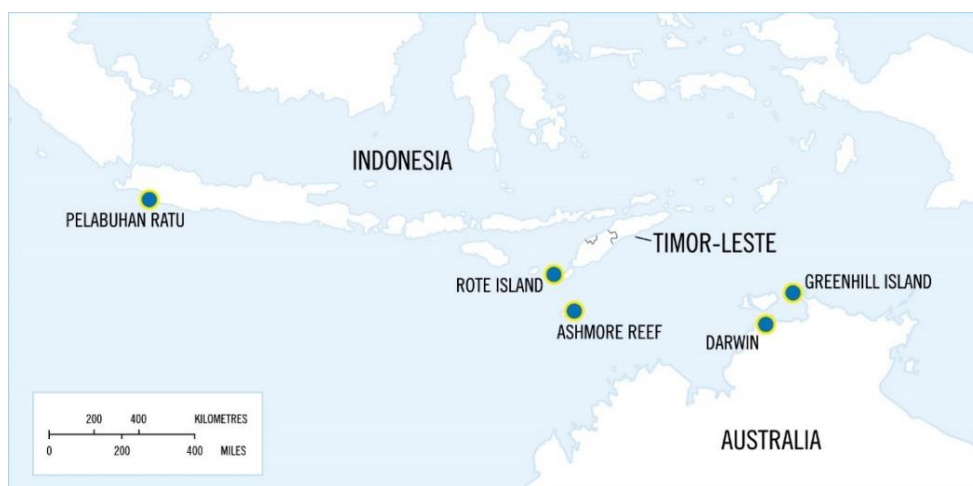 INDONESIA
PELABUHAN RATU
TIMOR-LESTE
ROTE ISLAND
GREENHILL ISLAND
ASHMORE REEF
DARWIN
AUSTRALIA
200 400 KILOMETRES
0 200 400 MILES